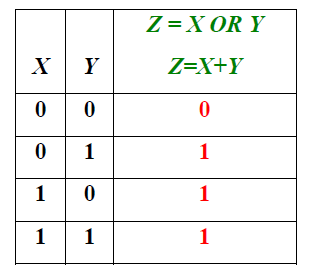 Z = X OR Y
X Y Z=X+Y
0 0 0
0 1 1
1 0 1
1 1 1